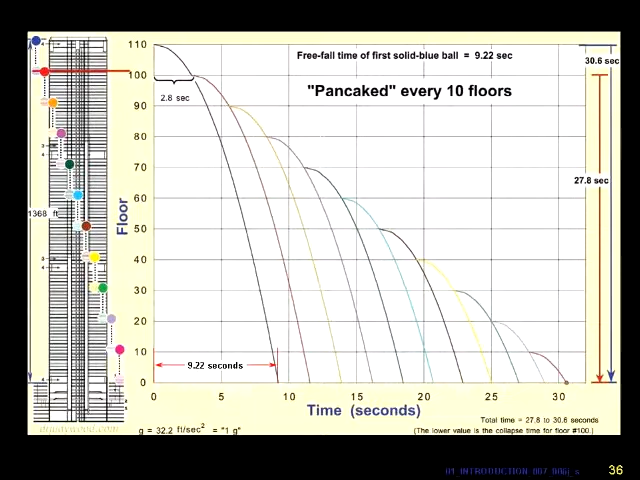 Floor
110
100
90
80
70
60
50
40
30
20
10
0
Free-fall time of first solid-blue ball = 9.22 sec
"Pancaked" every 10 floors
2.8 sec
30.6 sec
27.8 sec
1368 ft
9.22 seconds
0 5 10 15 20 25 30
Time (seconds)
g = 32.2 ft/sec2 = "1 g"
Total time = 27.8 to 30.6 seconds
(The lower value is the collapse time for floor #100.)
36